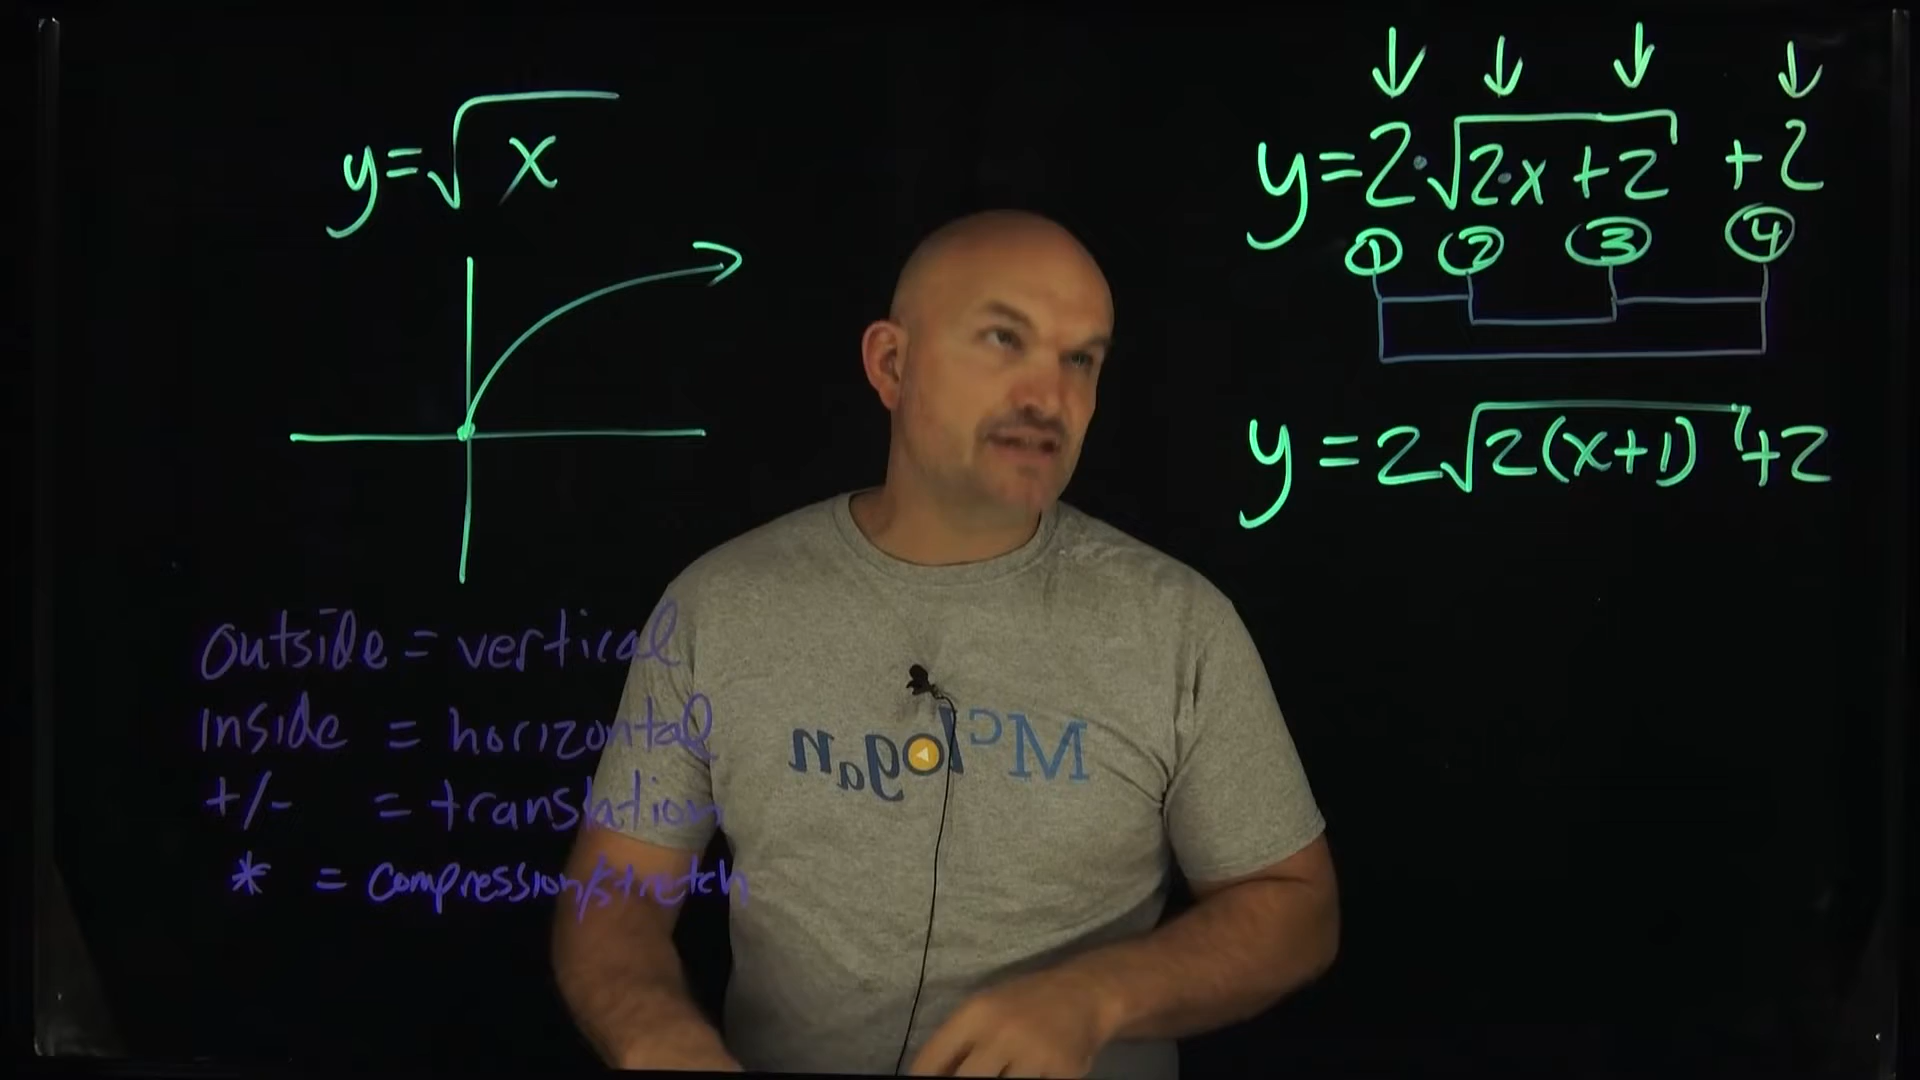 y=√x
y=2·√2·x+2 +2
① ② ③ ④
y=2√2(x+1) +2
outside = vertical
inside = horizontal
+/- = translation
* = compression/stretch
McLogan